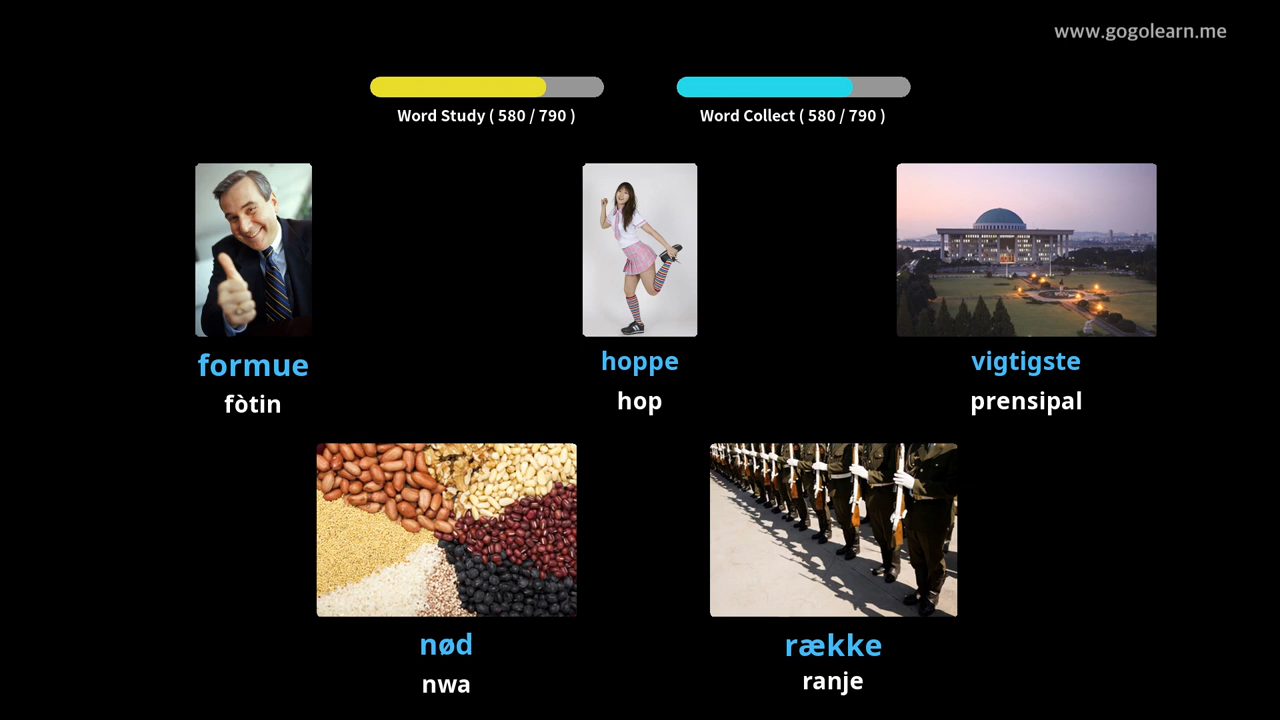 www.gogolearn.me
Word Study ( 580 / 790 )
Word Collect ( 580 / 790 )
formue
fòtin
hoppe
hop
vigtigste
prensipal
nød
nwa
række
ranje